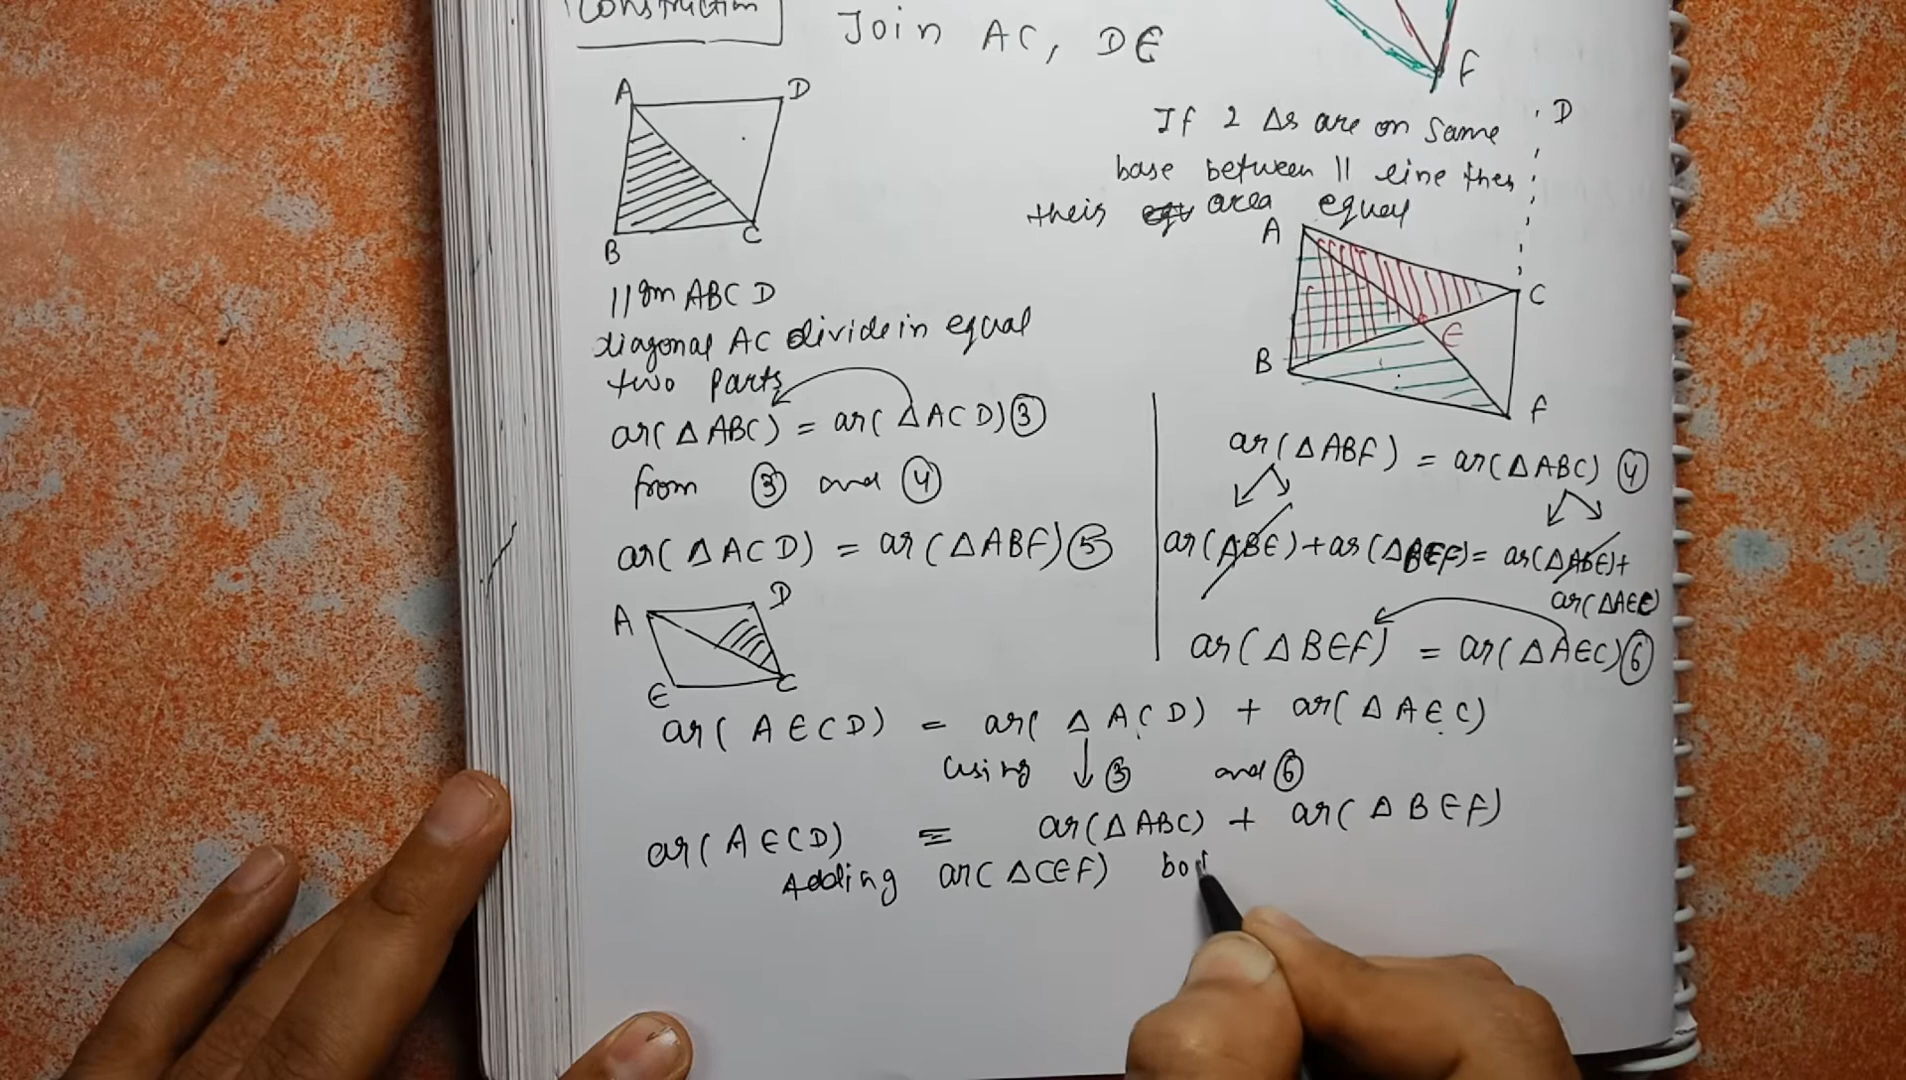 Construction
Join AC, DE
A D
B C
||gm ABCD
diagonal AC divide in equal
two parts
ar(Δ ABC) = ar(ΔACD) ③
from ③ and ④
ar(ΔACD) = ar(ΔABF) ⑤
F
If 2 Δs are on same
base between || line then
their area equal
D
A
C
E
B
F
ar(ΔABF) = ar(ΔABC) ④
ar(ABE)+ar(ΔBEF)= ar(ΔABE)+
ar(ΔAEC)
ar(ΔBEF) = ar(ΔAEC) ⑥
A D
E C
ar(AECD) = ar(ΔACD) + ar(ΔAEC)
using ③ and ⑥
ar(AECD) = ar(ΔABC) + ar(ΔBEF)
Adding ar(ΔCEF) bot